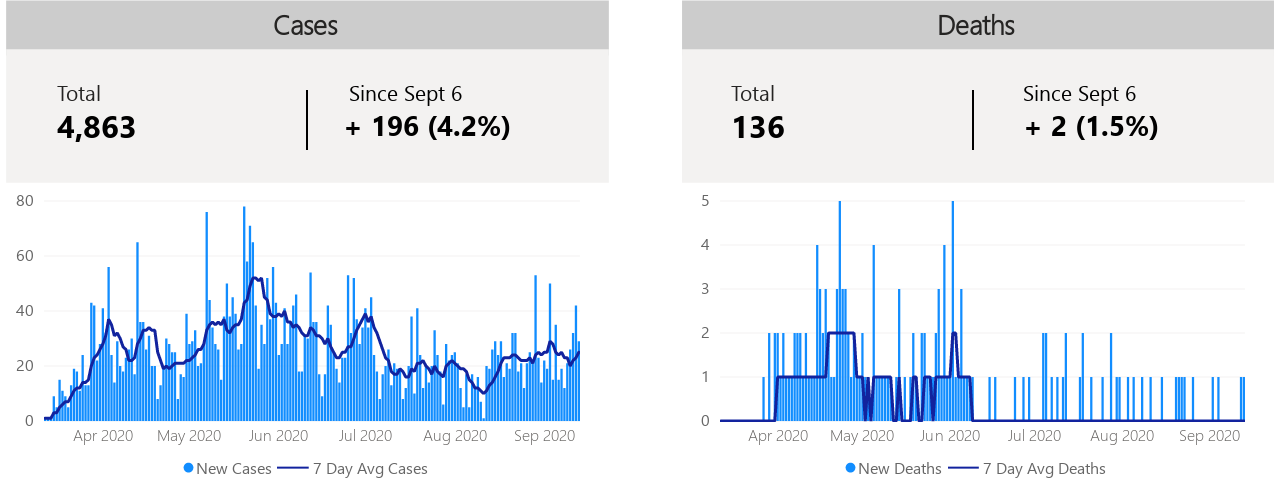 Cases
Total
4,863
Since Sept 6
+ 196 (4.2%)
80
60
40
20
0
Apr 2020 May 2020 Jun 2020 Jul 2020 Aug 2020 Sep 2020
New Cases 7 Day Avg Cases
Deaths
Total
136
Since Sept 6
+ 2 (1.5%)
5
4
3
2
1
0
Apr 2020 May 2020 Jun 2020 Jul 2020 Aug 2020 Sep 2020
New Deaths 7 Day Avg Deaths